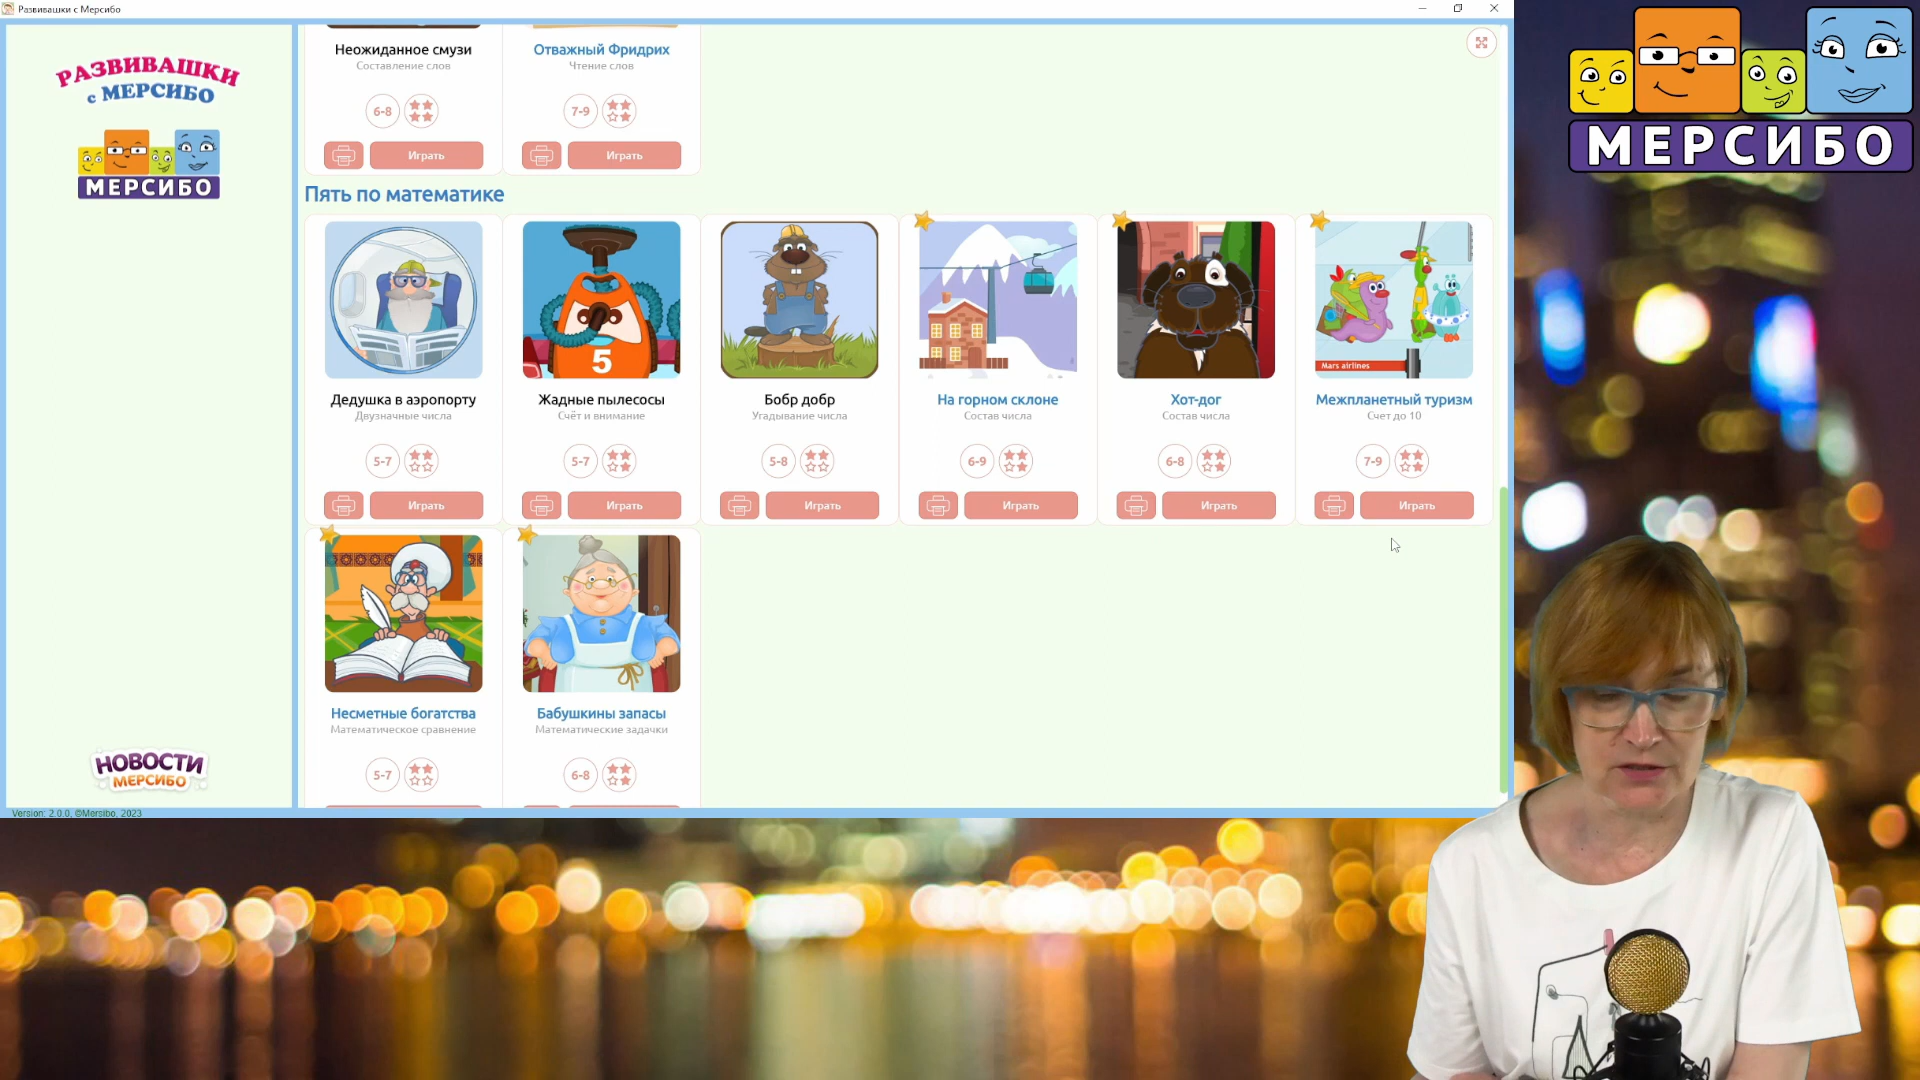 Развивашки с Мерсибо
РАЗВИВАШКИ
с МЕРСИБО
МЕРСИБО
НОВОСТИ
МЕРСИБО
Version: 2.0.0, ©Mersibo, 2023
Неожиданное смузи
Составление слов
6-8
Играть
Отважный Фридрих
Чтение слов
7-9
Играть
Пять по математике
5
Mars airlines
Дедушка в аэропорту
Двузначные числа
5-7
Играть
Жадные пылесосы
Счёт и внимание
5-7
Играть
Бобр добр
Угадывание числа
5-8
Играть
На горном склоне
Состав числа
6-9
Играть
Хот-дог
Состав числа
6-8
Играть
Межпланетный туризм
Счет до 10
7-9
Играть
Несметные богатства
Математическое сравнение
5-7
Бабушкины запасы
Математические задачки
6-8
МЕРСИБО